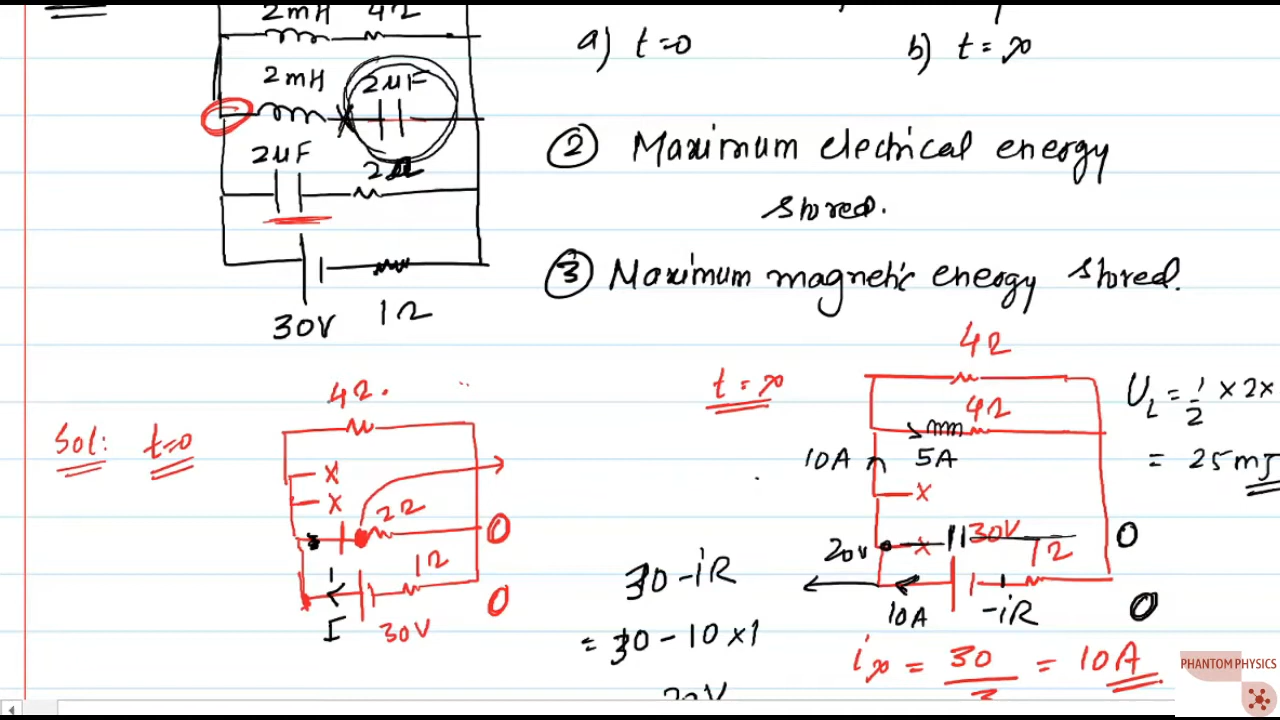 2mH 4Ω
a) t=0 b) t=∞
2mH 2μF
② Maximum electrical energy
2μF 2Ω
stored.
③ Maximum magnetic energy stored.
30V 1Ω
4Ω
t=∞
4Ω.
4Ω
U_L = 1/2 × 2×
Sol: t=0
10A 5A
= 25mJ
x
x
2Ω
x
0
30V
20V x 1Ω 0
1Ω
30-iR
I 30V 0
10A -iR 0
= 30-10×1
i∞ = 30/3 = 10A
PHANTOM PHYSICS